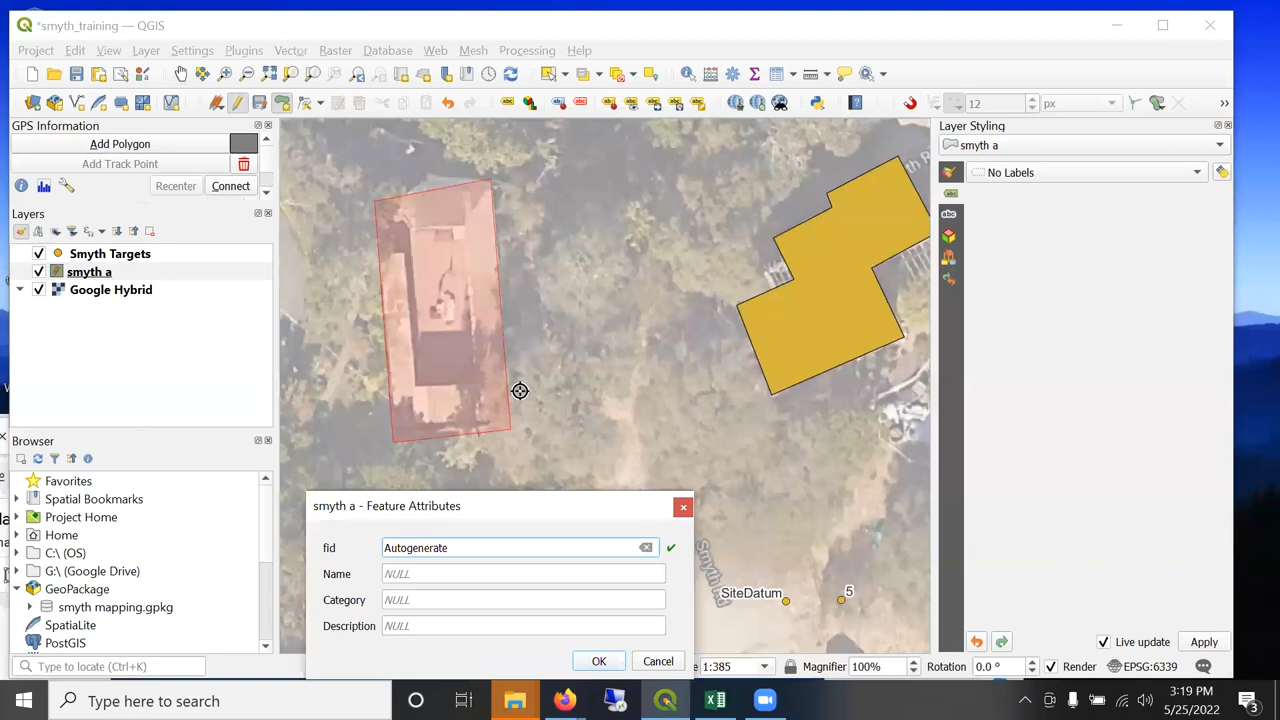 *smyth_training — QGIS
Project Edit View Layer Settings Plugins Vector Raster Database Web Mesh Processing Help
12 px
GPS Information
Add Polygon
Add Track Point
Recenter Connect
Layers
Smyth Targets
smyth a
Google Hybrid
Browser
Favorites
Spatial Bookmarks
Project Home
Home
C:\ (OS)
G:\ (Google Drive)
GeoPackage
smyth mapping.gpkg
SpatiaLite
PostGIS
Type to locate (Ctrl+K)
Smyth Rd
SiteDatum
5
smyth a - Feature Attributes
fid Autogenerate
Name NULL
Category NULL
Description NULL
OK Cancel
Layer Styling
smyth a
No Labels
Live update Apply
1:385 Magnifier 100% Rotation 0.0 ° Render EPSG:6339
Type here to search
3:19 PM
5/25/2022
3